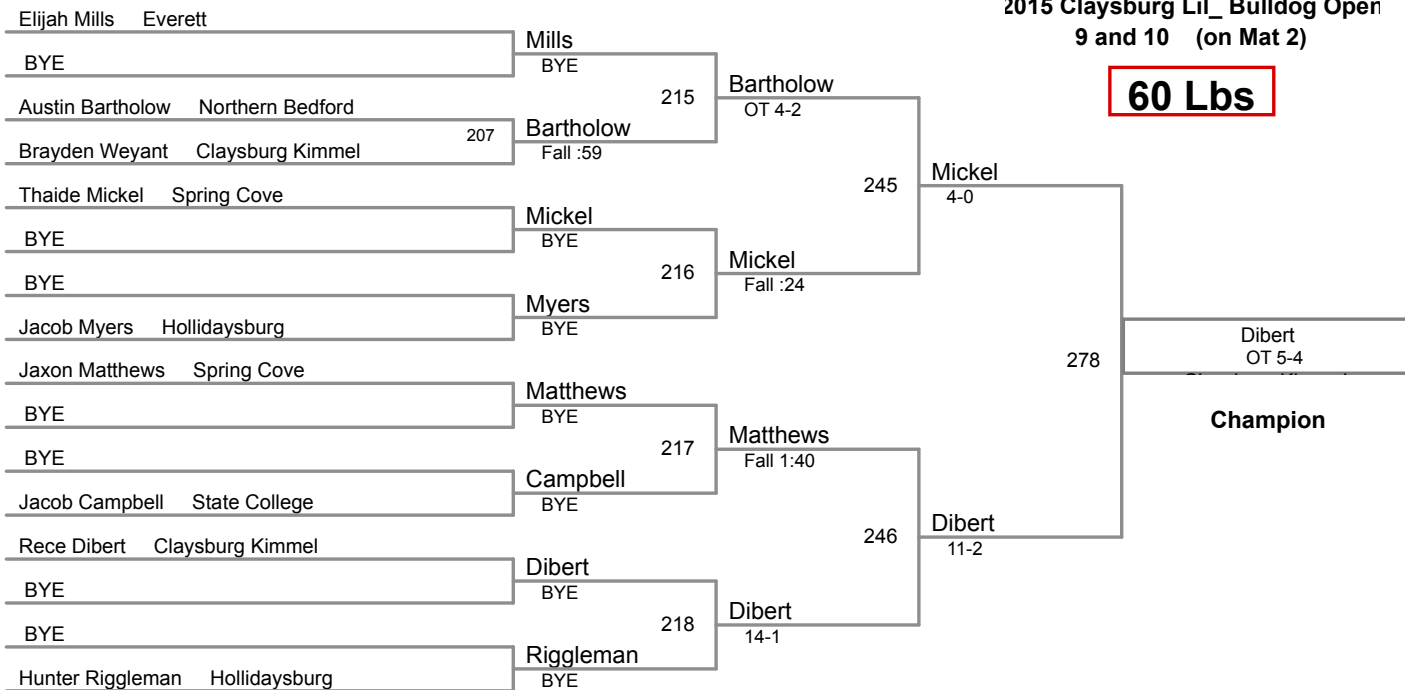 2015 Claysburg Lil_ Bulldog Open
9 and 10 (on Mat 2)
60 Lbs
Elijah Mills Everett
BYE
Austin Bartholow Northern Bedford
Brayden Weyant Claysburg Kimmel
Thaide Mickel Spring Cove
BYE
BYE
Jacob Myers Hollidaysburg
Jaxon Matthews Spring Cove
BYE
BYE
Jacob Campbell State College
Rece Dibert Claysburg Kimmel
BYE
BYE
Hunter Riggleman Hollidaysburg
207
Mills
BYE
Bartholow
Fall :59
Mickel
BYE
Myers
BYE
Matthews
BYE
Campbell
BYE
Dibert
BYE
Riggleman
BYE
215
216
217
218
Bartholow
OT 4-2
Mickel
Fall :24
Matthews
Fall 1:40
Dibert
14-1
245
246
Mickel
4-0
Dibert
11-2
278
Dibert
OT 5-4
Champion